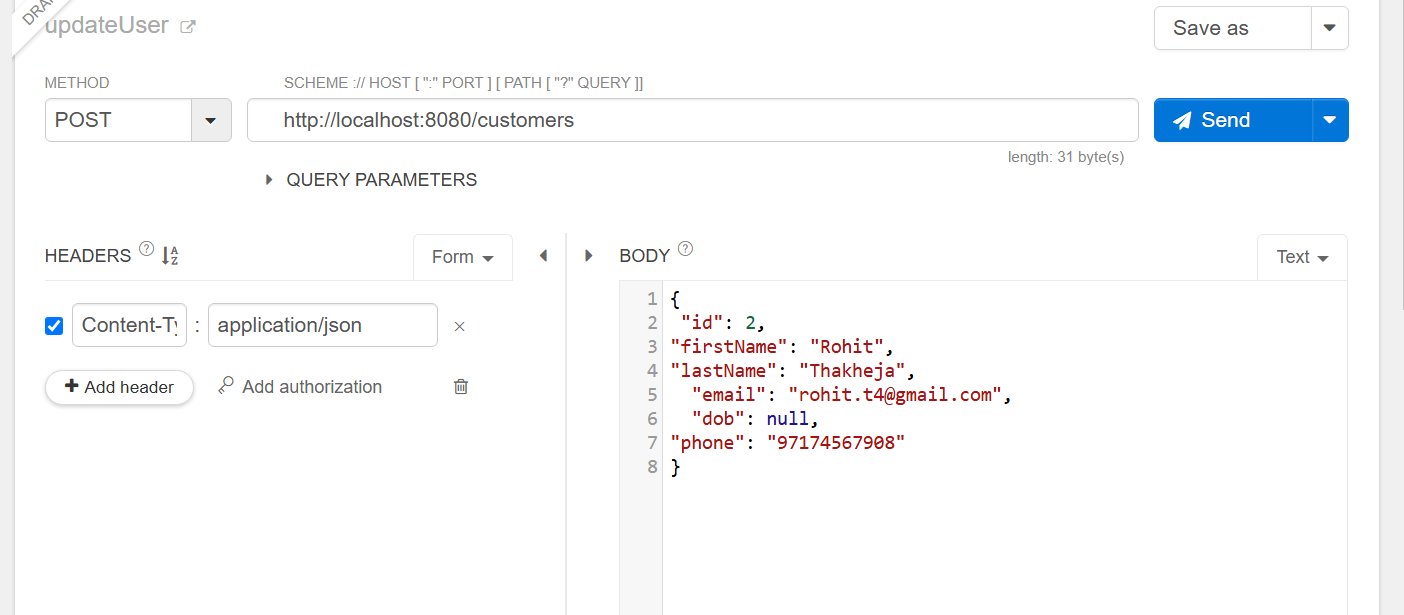 DRA
updateUser
Save as
METHOD
SCHEME :// HOST [ ":" PORT ] [ PATH [ "?" QUERY ]]
POST
http://localhost:8080/customers
Send
length: 31 byte(s)
QUERY PARAMETERS
HEADERS ? A Z
Form
BODY ?
Text
Content-Ty : application/json ×
+ Add header
Add authorization
1 {
2  "id": 2,
3 "firstName": "Rohit",
4 "lastName": "Thakheja",
5   "email": "rohit.t4@gmail.com",
6   "dob": null,
7 "phone": "97174567908"
8 }